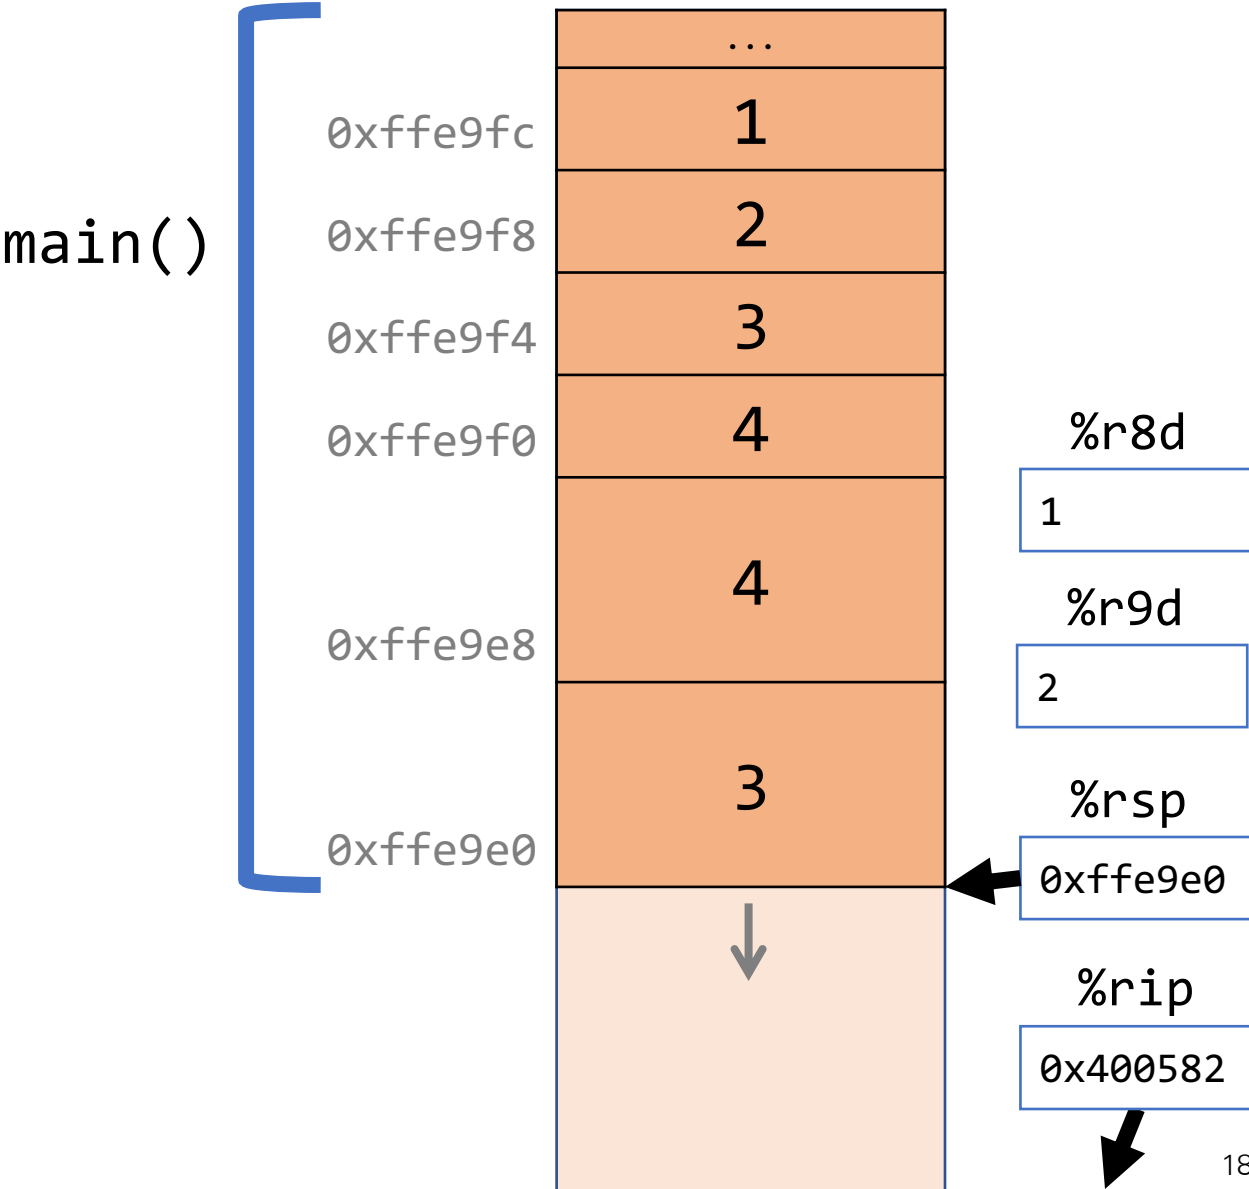 ...
0xffe9fc
1
main()
0xffe9f8
2
0xffe9f4
3
0xffe9f0
4
%r8d
1
4
%r9d
0xffe9e8
2
3
%rsp
0xffe9e0
0xffe9e0
%rip
0x400582
18